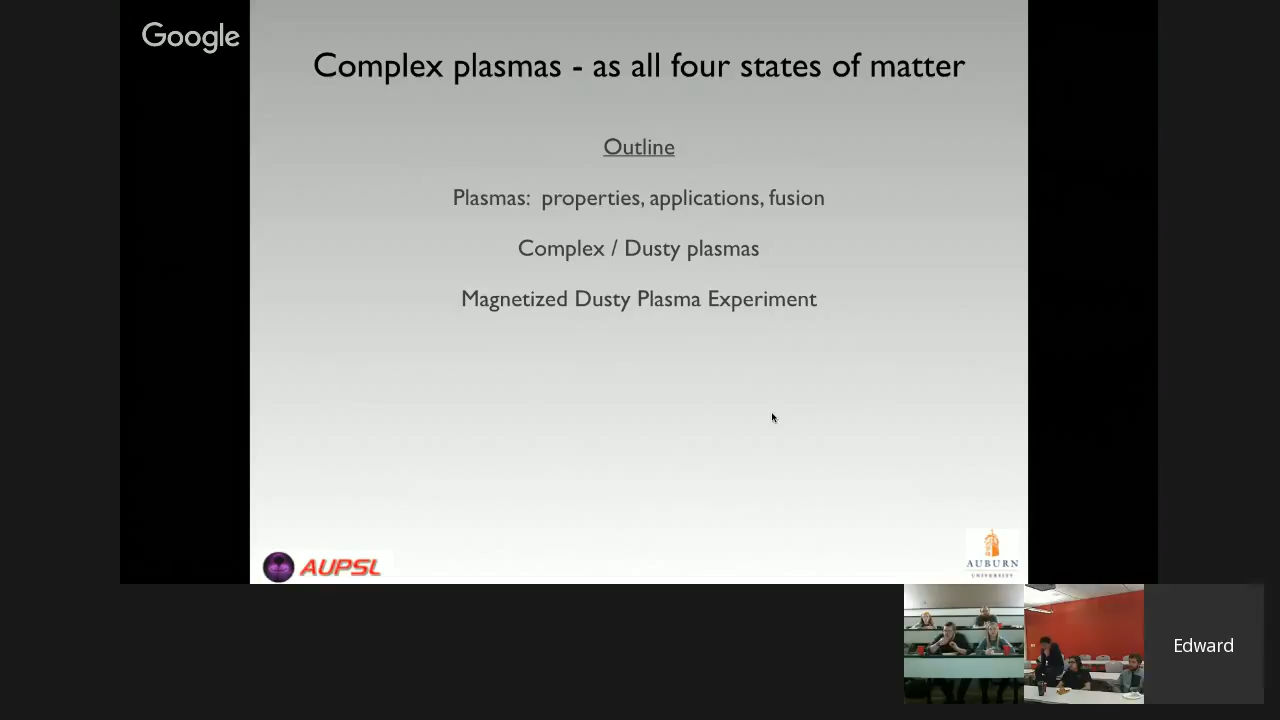 Google
Complex plasmas - as all four states of matter
Outline
Plasmas: properties, applications, fusion
Complex / Dusty plasmas
Magnetized Dusty Plasma Experiment
AUPSL
AUBURN
UNIVERSITY
Edward